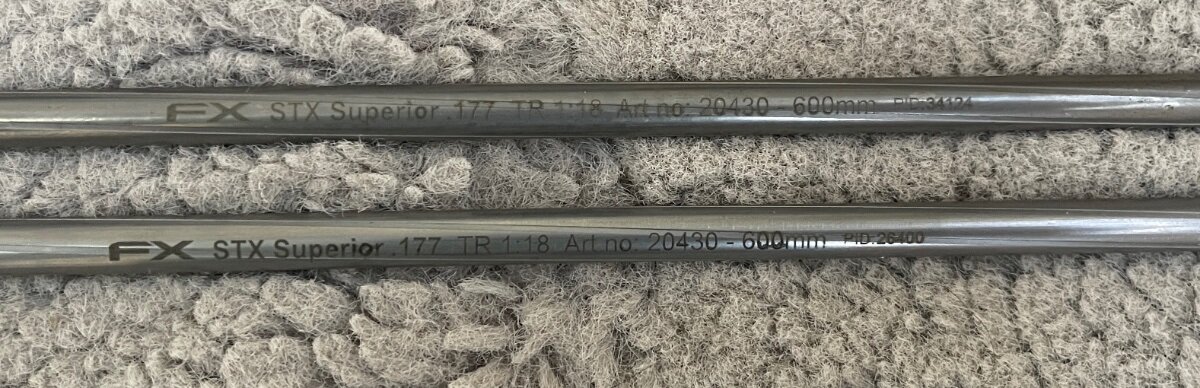 FX STX Superior .177 TR 1:18 Art no: 20430 - 600mm PID:34124
FX STX Superior .177 TR 1:18 Art no: 20430 - 600mm PID:26400